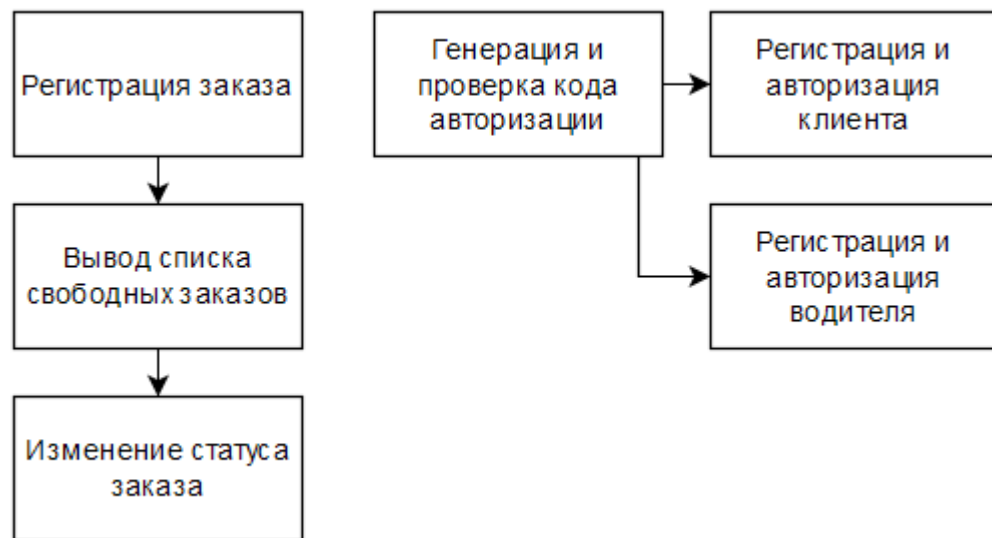 Регистрация заказа
Вывод списка
свободных заказов
Изменение статуса
заказа
Генерация и
проверка кода
авторизации
Регистрация и
авторизация
клиента
Регистрация и
авторизация
водителя